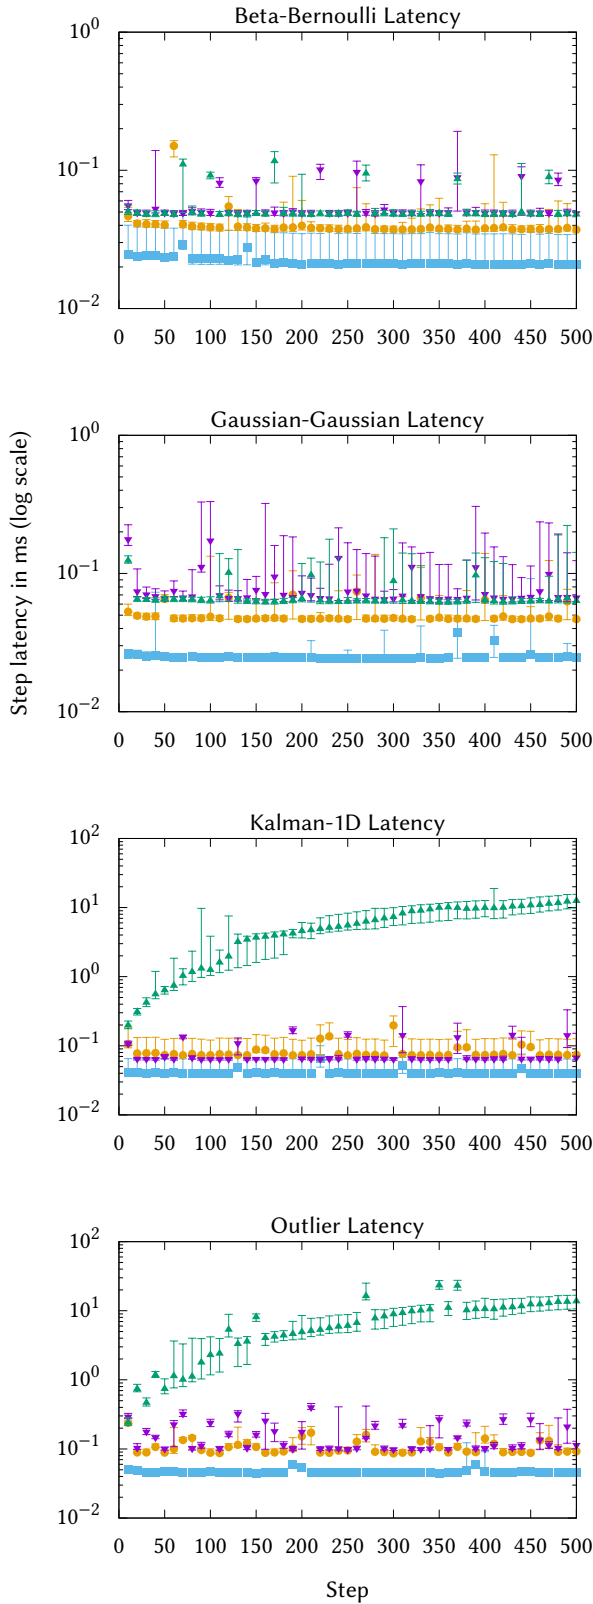 Beta-Bernoulli Latency
10^0
10^-1
10^-2
0 50 100 150 200 250 300 350 400 450 500
Gaussian-Gaussian Latency
10^0
10^-1
10^-2
0 50 100 150 200 250 300 350 400 450 500
Step latency in ms (log scale)
Kalman-1D Latency
10^2
10^1
10^0
10^-1
10^-2
0 50 100 150 200 250 300 350 400 450 500
Outlier Latency
10^2
10^1
10^0
10^-1
10^-2
0 50 100 150 200 250 300 350 400 450 500
Step